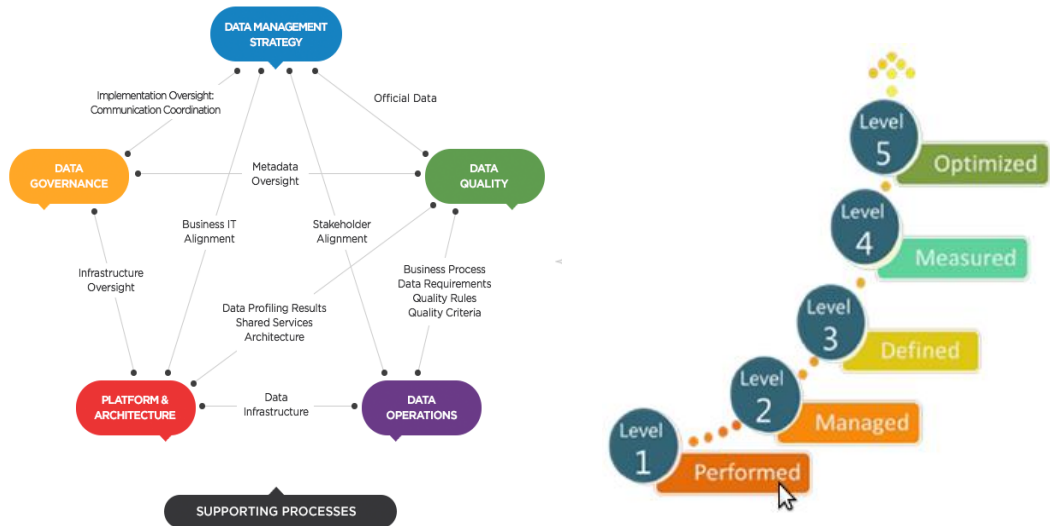 DATA MANAGEMENT
STRATEGY
Implementation Oversight:
Communication Coordination
Official Data
DATA
GOVERNANCE
Metadata
Oversight
DATA
QUALITY
Business IT
Alignment
Stakeholder
Alignment
Infrastructure
Oversight
Business Process
Data Requirements
Quality Rules
Quality Criteria
Data Profiling Results
Shared Services
Architecture
PLATFORM &
ARCHITECTURE
Data
Infrastructure
DATA
OPERATIONS
SUPPORTING PROCESSES
Level
5
Optimized
Level
4
Measured
Level
3
Defined
Level
2
Managed
Level
1
Performed